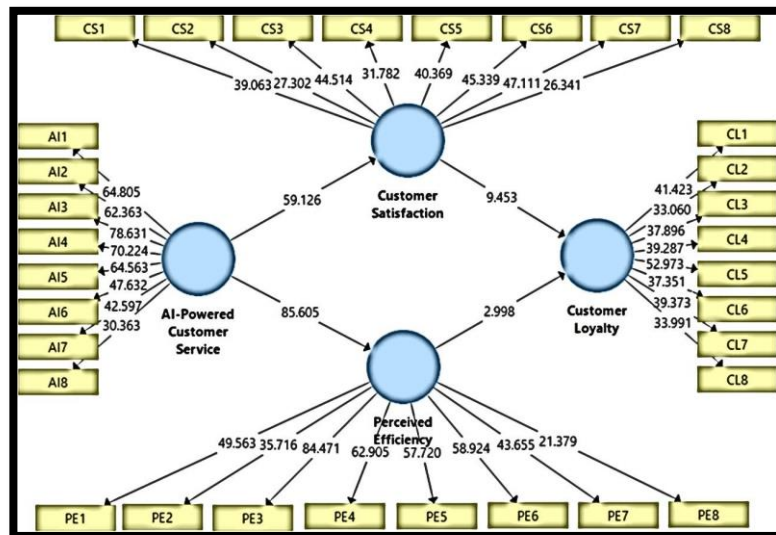 CS1 CS2 CS3 CS4 CS5 CS6 CS7 CS8
39.063 27.302 44.514 31.782 40.369 45.339 47.111 26.341
Customer
Satisfaction
AI1
AI2
AI3
AI4
AI5
AI6
AI7
AI8
64.805
62.363
78.631
70.224
64.563
47.632
42.597
30.363
AI-Powered
Customer
Service
59.126
85.605
9.453
2.998
Customer
Loyalty
41.423
33.060
37.896
39.287
52.973
37.351
39.373
33.991
CL1
CL2
CL3
CL4
CL5
CL6
CL7
CL8
Perceived
Efficiency
49.563 35.716 84.471 62.905 57.720 58.924 43.655 21.379
PE1 PE2 PE3 PE4 PE5 PE6 PE7 PE8